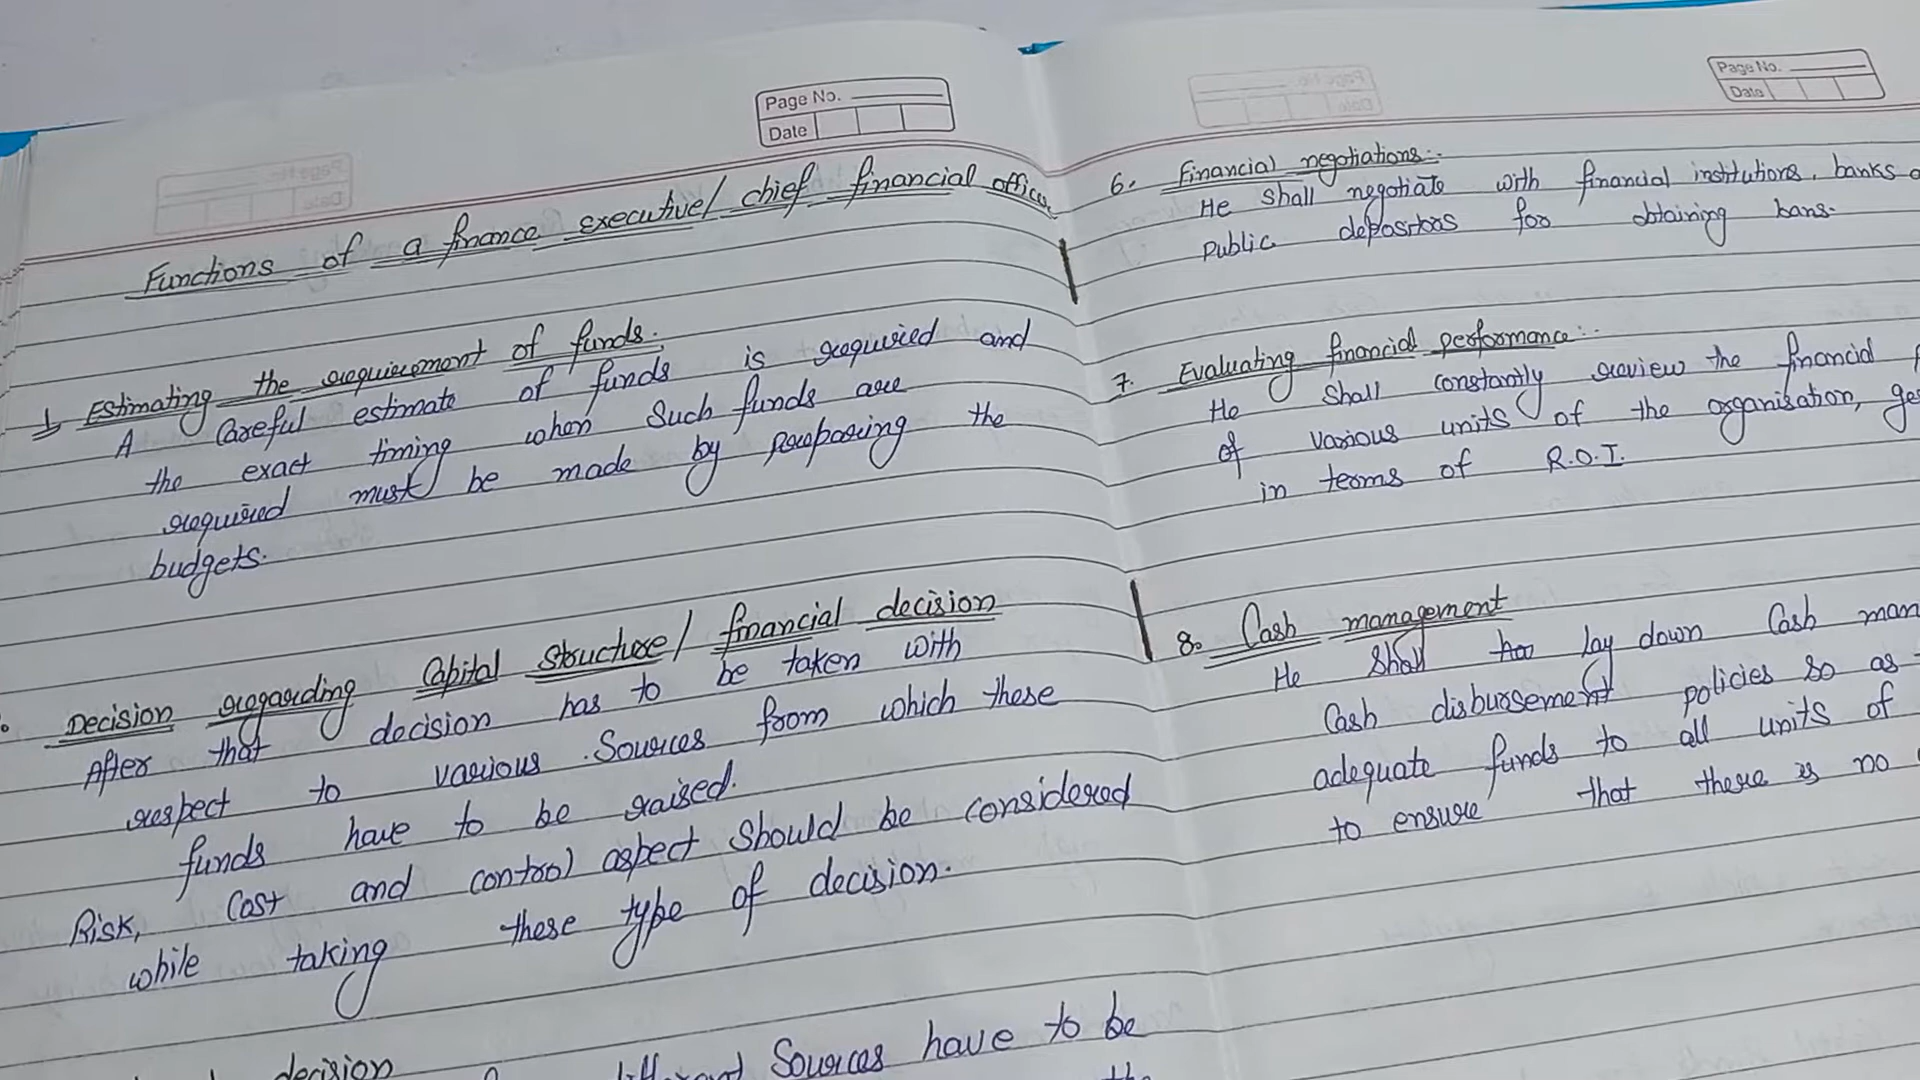 Page No.
Date
Functions of a finance executive/ chief financial officer
1. Estimating the requirement of funds.
A careful estimate of funds is required and
the exact timing when such funds are
required must be made by preparing the
budgets.
Decision regarding Capital Structure/ financial decision
After that decision has to be taken with
respect to various sources from which these
funds have to be raised.
Risk, Cost and control aspect should be considered
while taking these type of decision.
decision
Sources have to be
the
Page No.
Date
6. Financial negotiations:-
He shall negotiate with financial institutions, banks
Public depositors for obtaining
7. Evaluating financial performance:-
He shall constantly review the financial
of various units of the organisation,
in terms of R.O.I.
8. Cash management
He shall lay down Cash
Cash disbursement policies so as
adequate funds to all units of
to ensure that there is no